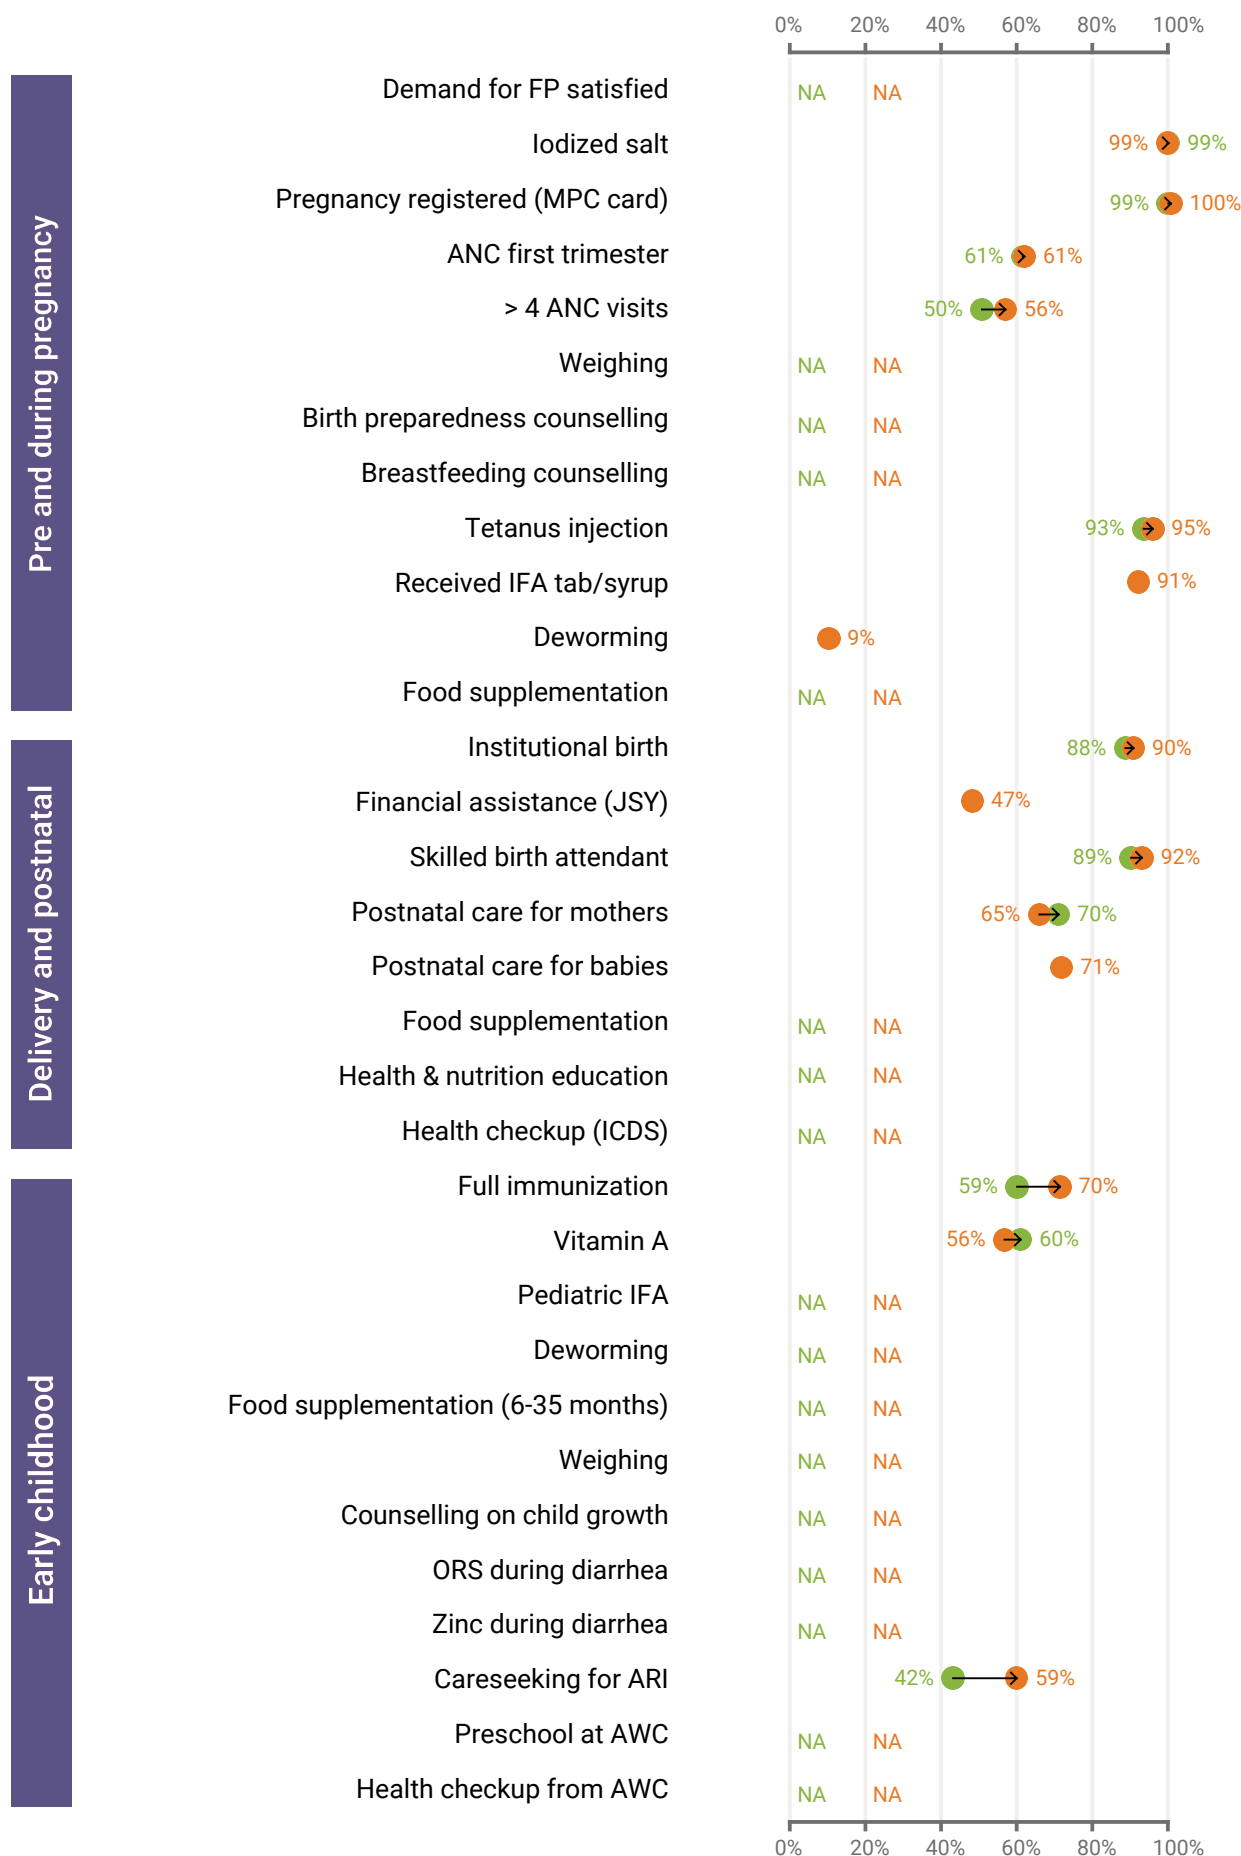 0% 20% 40% 60% 80% 100%
Pre and during pregnancy
Demand for FP satisfied NA NA
Iodized salt 99% 99%
Pregnancy registered (MPC card) 99% 100%
ANC first trimester 61% 61%
> 4 ANC visits 50% 56%
Weighing NA NA
Birth preparedness counselling NA NA
Breastfeeding counselling NA NA
Tetanus injection 93% 95%
Received IFA tab/syrup 91%
Deworming 9%
Food supplementation NA NA
Delivery and postnatal
Institutional birth 88% 90%
Financial assistance (JSY) 47%
Skilled birth attendant 89% 92%
Postnatal care for mothers 65% 70%
Postnatal care for babies 71%
Food supplementation NA NA
Health & nutrition education NA NA
Health checkup (ICDS) NA NA
Early childhood
Full immunization 59% 70%
Vitamin A 56% 60%
Pediatric IFA NA NA
Deworming NA NA
Food supplementation (6-35 months) NA NA
Weighing NA NA
Counselling on child growth NA NA
ORS during diarrhea NA NA
Zinc during diarrhea NA NA
Careseeking for ARI 42% 59%
Preschool at AWC NA NA
Health checkup from AWC NA NA
0% 20% 40% 60% 80% 100%